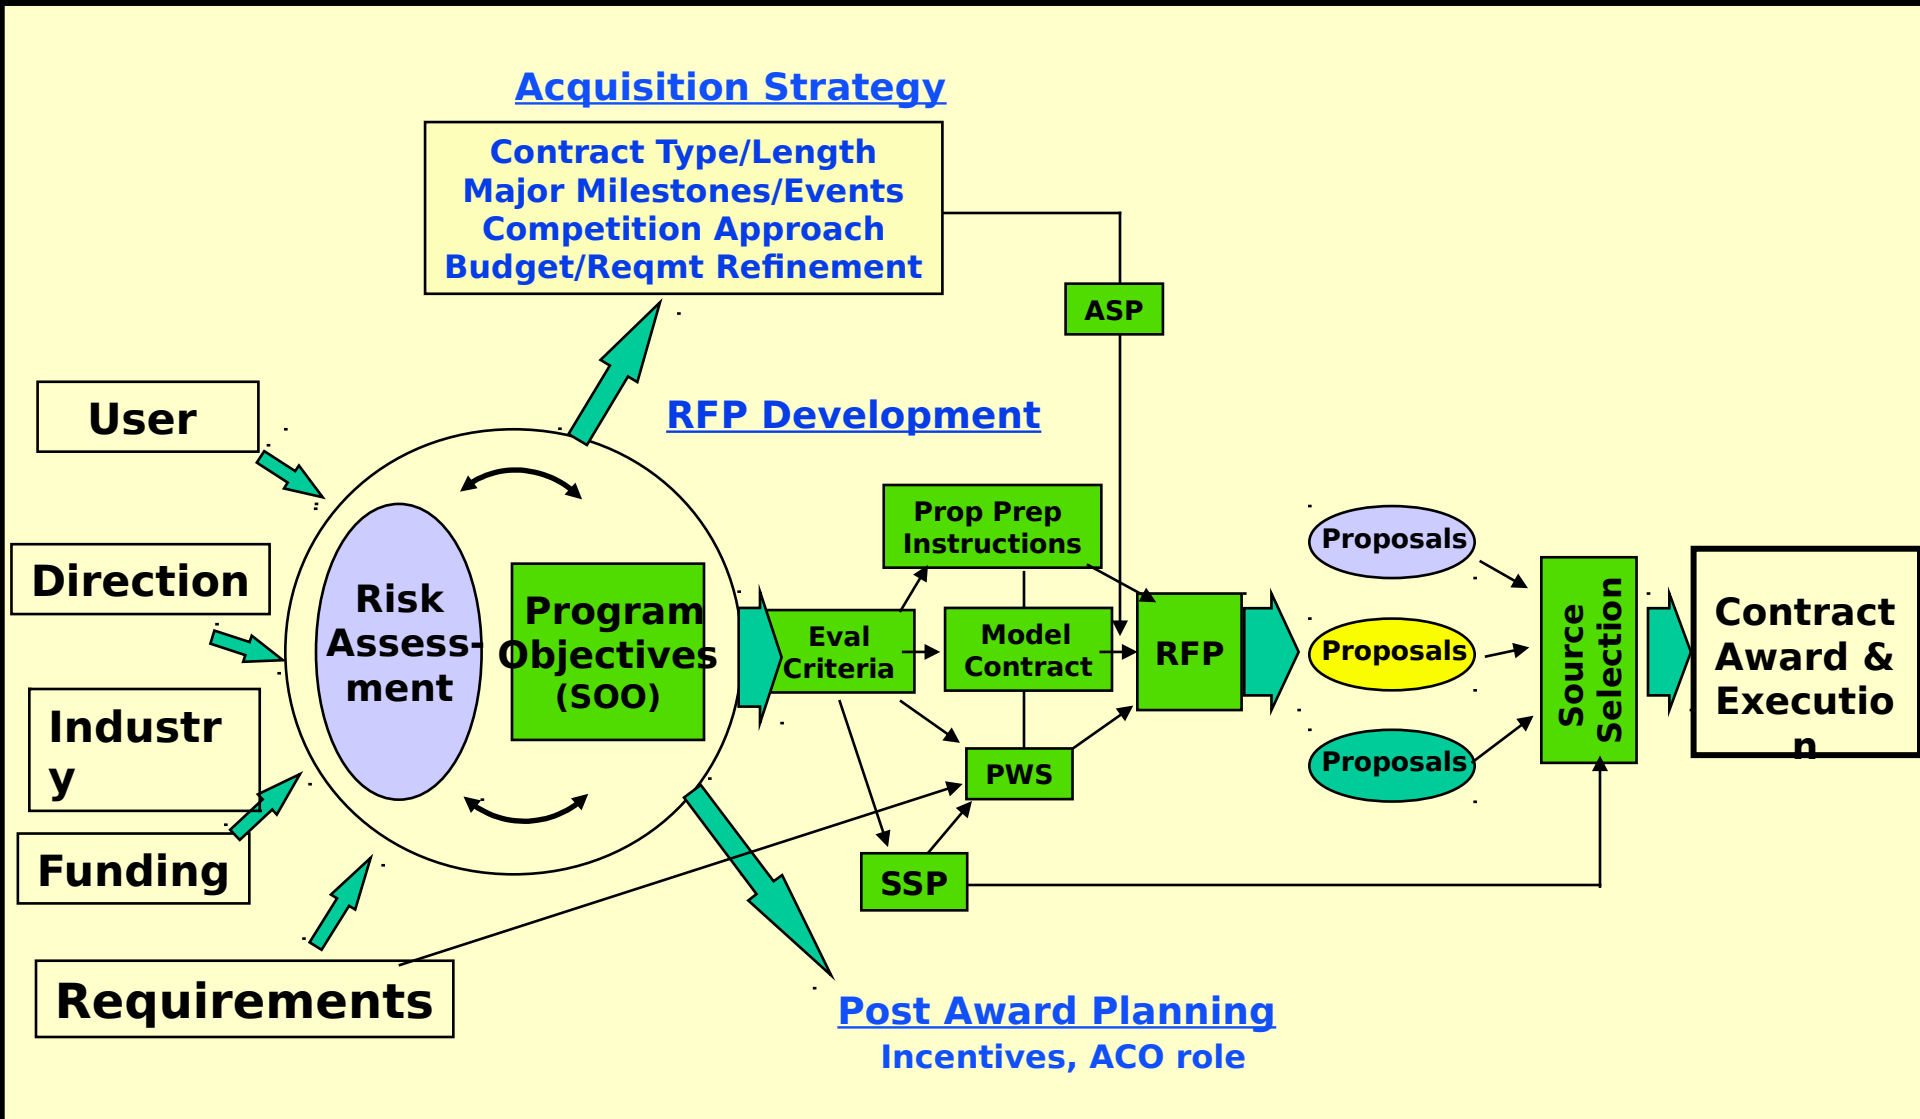 Acquisition Strategy
Contract Type/Length
Major Milestones/Events
Competition Approach
Budget/Reqmt Refinement
ASP
User
RFP Development
Direction
Industr
y
Funding
Requirements
Risk
Assess-
ment
Program
Objectives
(SOO)
Prop Prep
Instructions
Eval
Criteria
Model
Contract
RFP
PWS
SSP
Proposals
Proposals
Proposals
Source
Selection
Contract
Award &
Executio
n
Post Award Planning
Incentives, ACO role